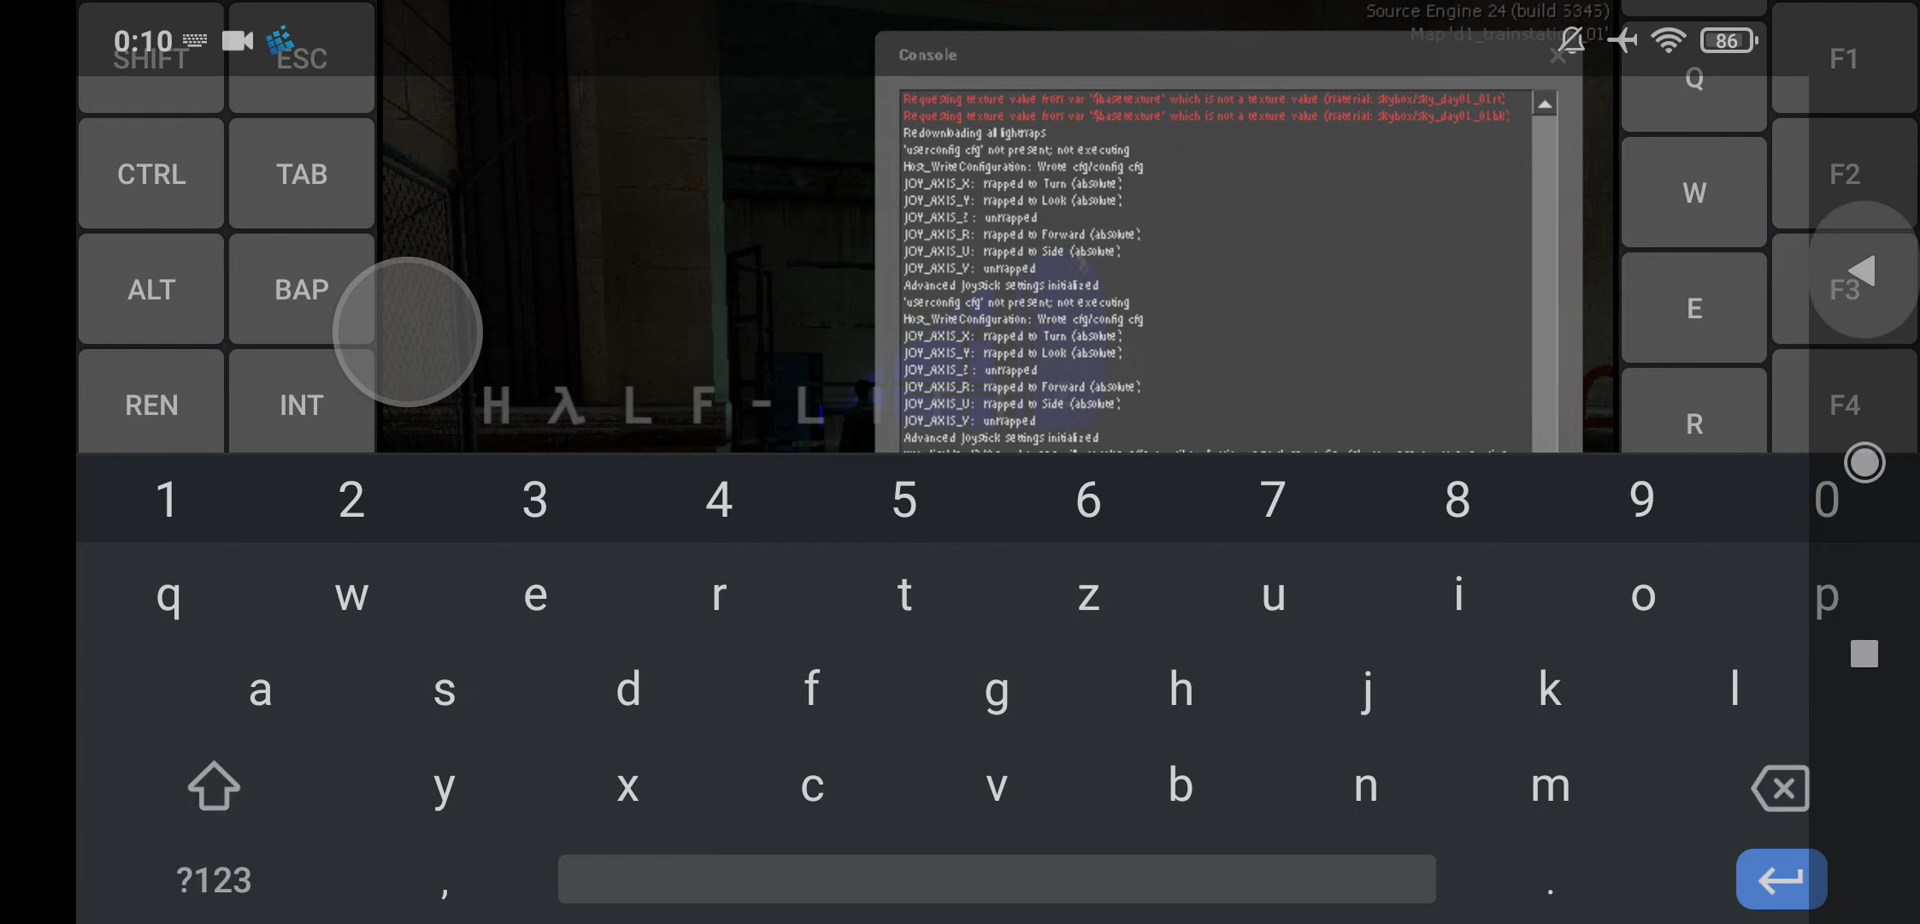 0:10
86
SHIFT ESC
CTRL TAB
ALT BAP
REN INT
Source Engine 24 (build 5345)
Map 'd1_trainstation_01'
Console
Requesting texture value from var '$basetexture' which is not a texture value (material: skybox/sky_day01_01rt)
Requesting texture value from var '$basetexture' which is not a texture value (material: skybox/sky_day01_01bk)
Redownloading all lightmaps
'userconfig cfg' not present; not executing
Host_WriteConfiguration: Wrote cfg/config cfg
JOY_AXIS_X: mapped to Turn (absolute)
JOY_AXIS_Y: mapped to Look (absolute)
JOY_AXIS_Z: unmapped
JOY_AXIS_R: mapped to Forward (absolute)
JOY_AXIS_U: mapped to Side (absolute)
JOY_AXIS_V: unmapped
Advanced Joystick settings initialized
'userconfig cfg' not present; not executing
Host_WriteConfiguration: Wrote cfg/config cfg
JOY_AXIS_X: mapped to Turn (absolute)
JOY_AXIS_Y: mapped to Look (absolute)
JOY_AXIS_Z: unmapped
JOY_AXIS_R: mapped to Forward (absolute)
JOY_AXIS_U: mapped to Side (absolute)
JOY_AXIS_V: unmapped
Advanced Joystick settings initialized
HλLF-L
Q F1
W F2
E F3
R F4
1 2 3 4 5 6 7 8 9 0
q w e r t z u i o p
a s d f g h j k l
y x c v b n m
?123 , .